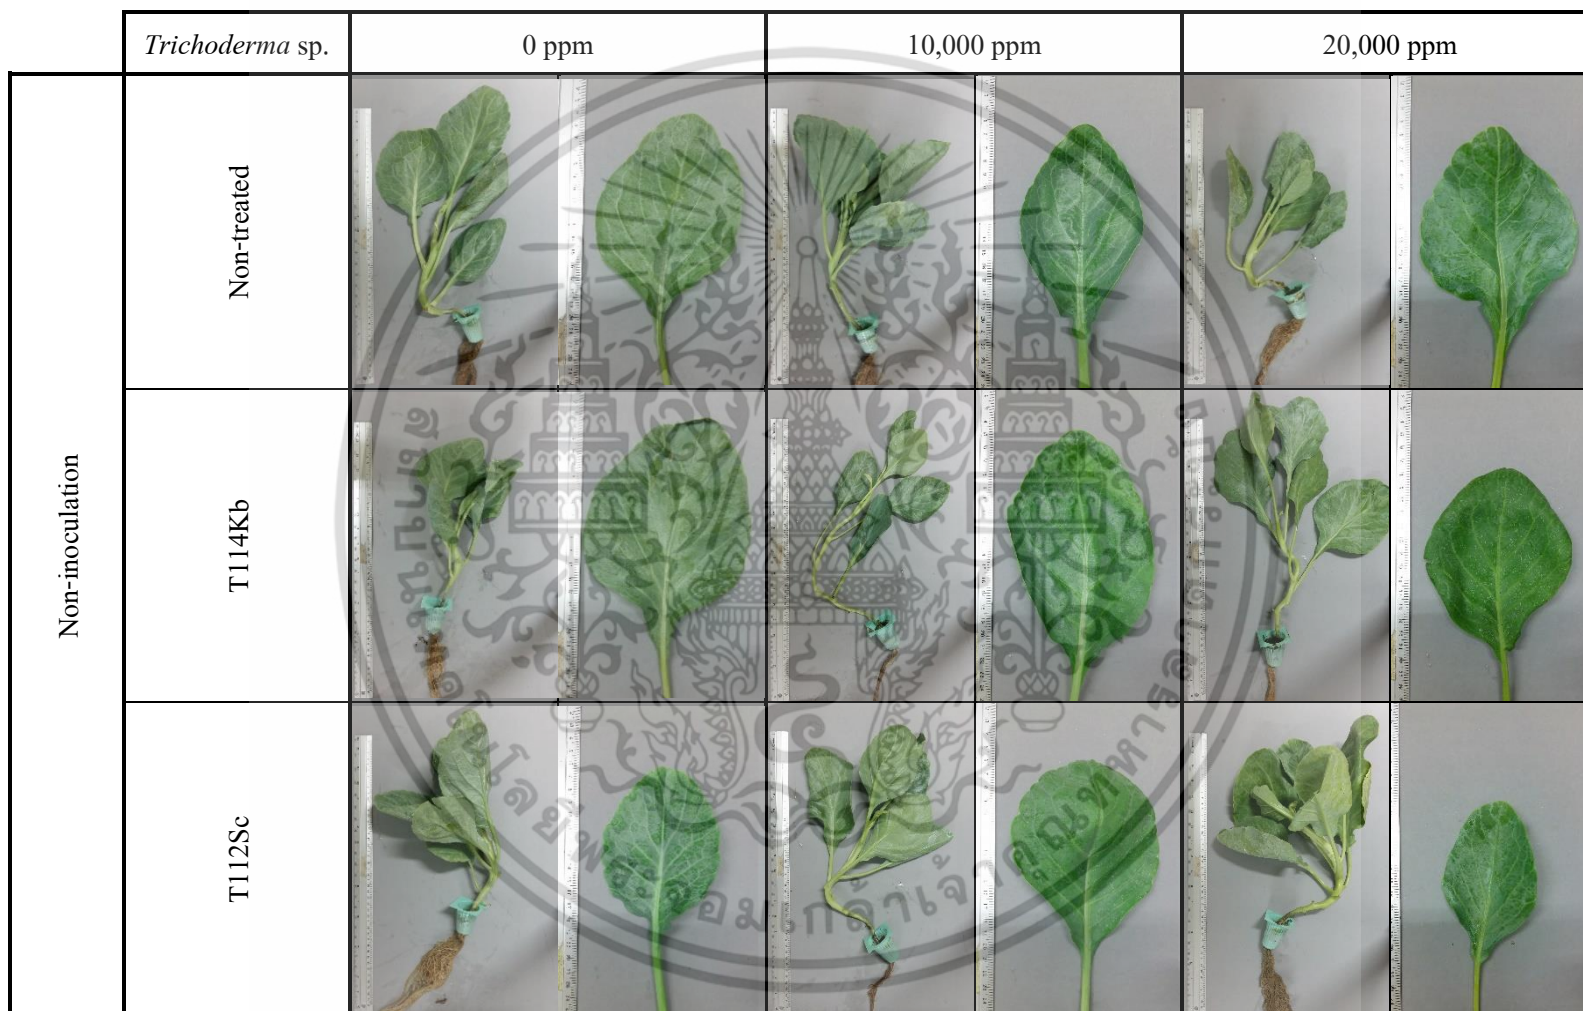 Trichoderma sp. 0 ppm 10,000 ppm 20,000 ppm
Non-inoculation
Non-treated
T114Kb
T112Sc